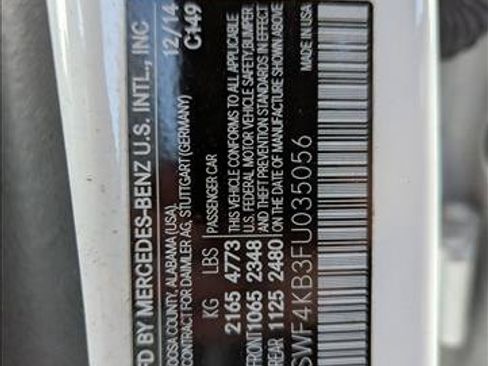 FD BY MERCEDES-BENZ U.S. INTL., INC 12/14
OOSA COUNTY, ALABAMA (USA) C149
CONTRACT FOR DAIMLER AG, STUTTGART (GERMANY)
KG LBS PASSENGER CAR
2165 4773 THIS VEHICLE CONFORMS TO ALL APPLICABLE
FRONT 1065 2348 U.S. FEDERAL MOTOR VEHICLE SAFETY, BUMPER,
AND THEFT PREVENTION STANDARDS IN EFFECT
REAR 1125 2480 ON THE DATE OF MANUFACTURE SHOWN ABOVE
SWF4KB3FU035056 MADE IN USA